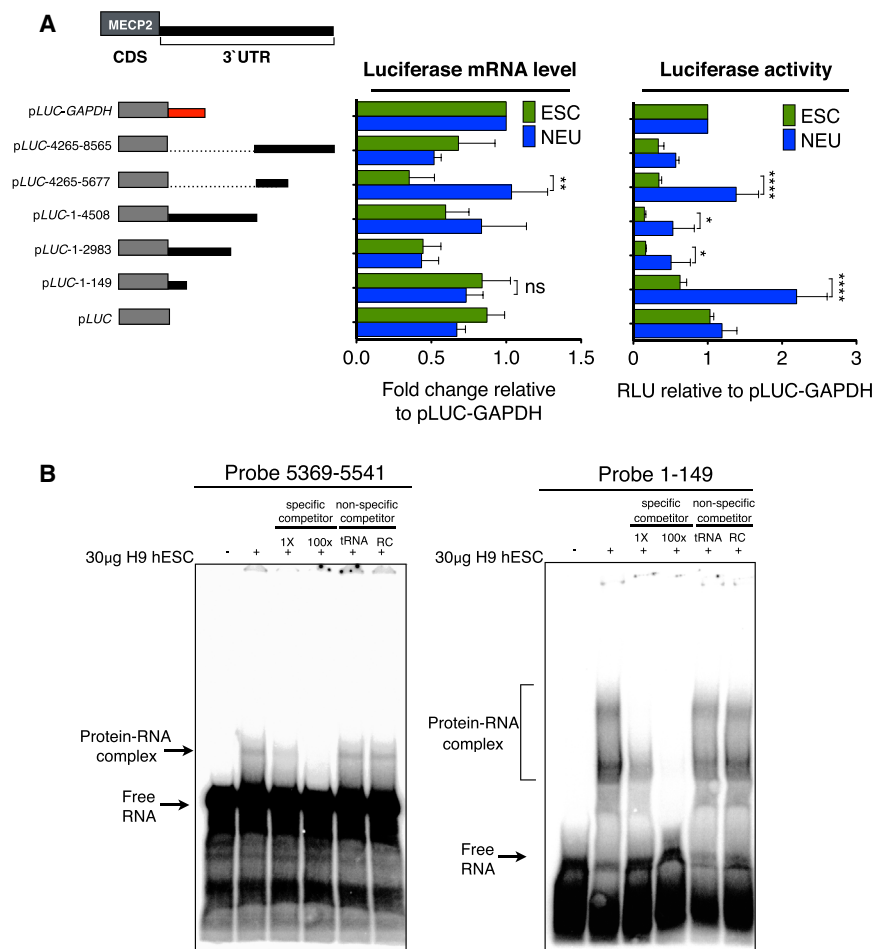 A
MECP2
CDS 3`UTR
Luciferase mRNA level
Luciferase activity
pLUC-GAPDH
pLUC-4265-8565
pLUC-4265-5677
pLUC-1-4508
pLUC-1-2983
pLUC-1-149
pLUC
ESC
NEU
**
ns
0.0 0.5 1.0 1.5
Fold change relative
to pLUC-GAPDH
ESC
NEU
****
*
*
****
0 1 2 3
RLU relative to pLUC-GAPDH
B
Probe 5369-5541
specific
competitor
non-specific
competitor
1X 100x tRNA RC
30µg H9 hESC - + + + + +
Protein-RNA
complex
Free
RNA
Probe 1-149
specific
competitor
non-specific
competitor
1X 100x tRNA RC
30µg H9 hESC - + + + + +
Protein-RNA
complex
Free
RNA